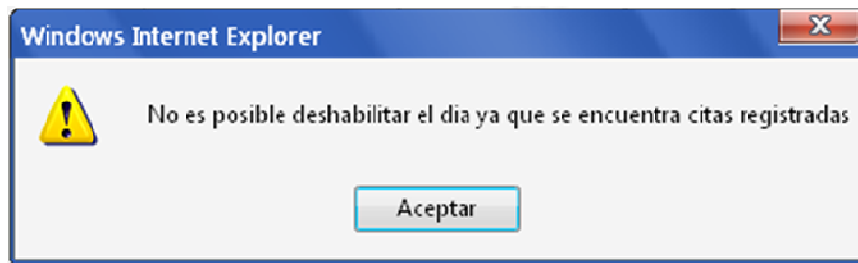 Windows Internet Explorer
No es posible deshabilitar el dia ya que se encuentra citas registradas
Aceptar